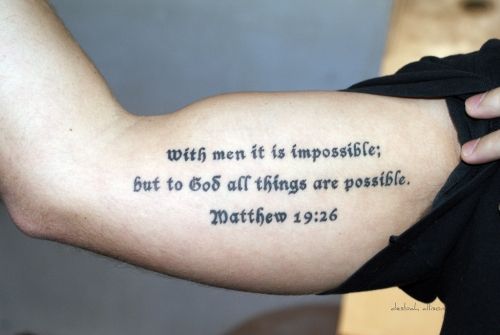 with men it is impossible;
but to God all things are possible.
Matthew 19:26